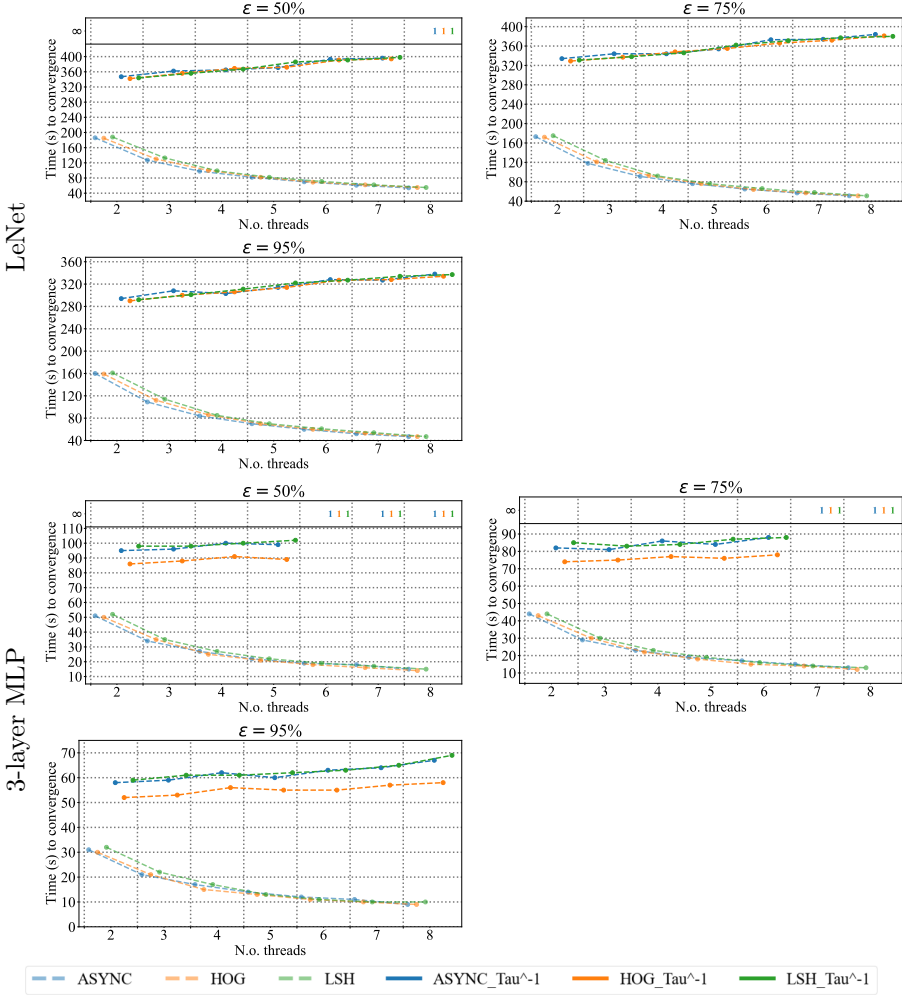 ε = 50%
∞
400
360
320
280
240
200
160
120
80
40
Time (s) to convergence
2 3 4 5 6 7 8
N.o. threads
ε = 75%
400
360
320
280
240
200
160
120
80
40
Time (s) to convergence
2 3 4 5 6 7 8
N.o. threads
LeNet
ε = 95%
360
320
280
240
200
160
120
80
40
Time (s) to convergence
2 3 4 5 6 7 8
N.o. threads
ε = 50%
∞
110
100
90
80
70
60
50
40
30
20
10
Time (s) to convergence
2 3 4 5 6 7 8
N.o. threads
ε = 75%
∞
90
80
70
60
50
40
30
20
10
Time (s) to convergence
2 3 4 5 6 7 8
N.o. threads
3-layer MLP
ε = 95%
70
60
50
40
30
20
10
0
Time (s) to convergence
2 3 4 5 6 7 8
N.o. threads
ASYNC HOG LSH ASYNC_Tau^-1 HOG_Tau^-1 LSH_Tau^-1